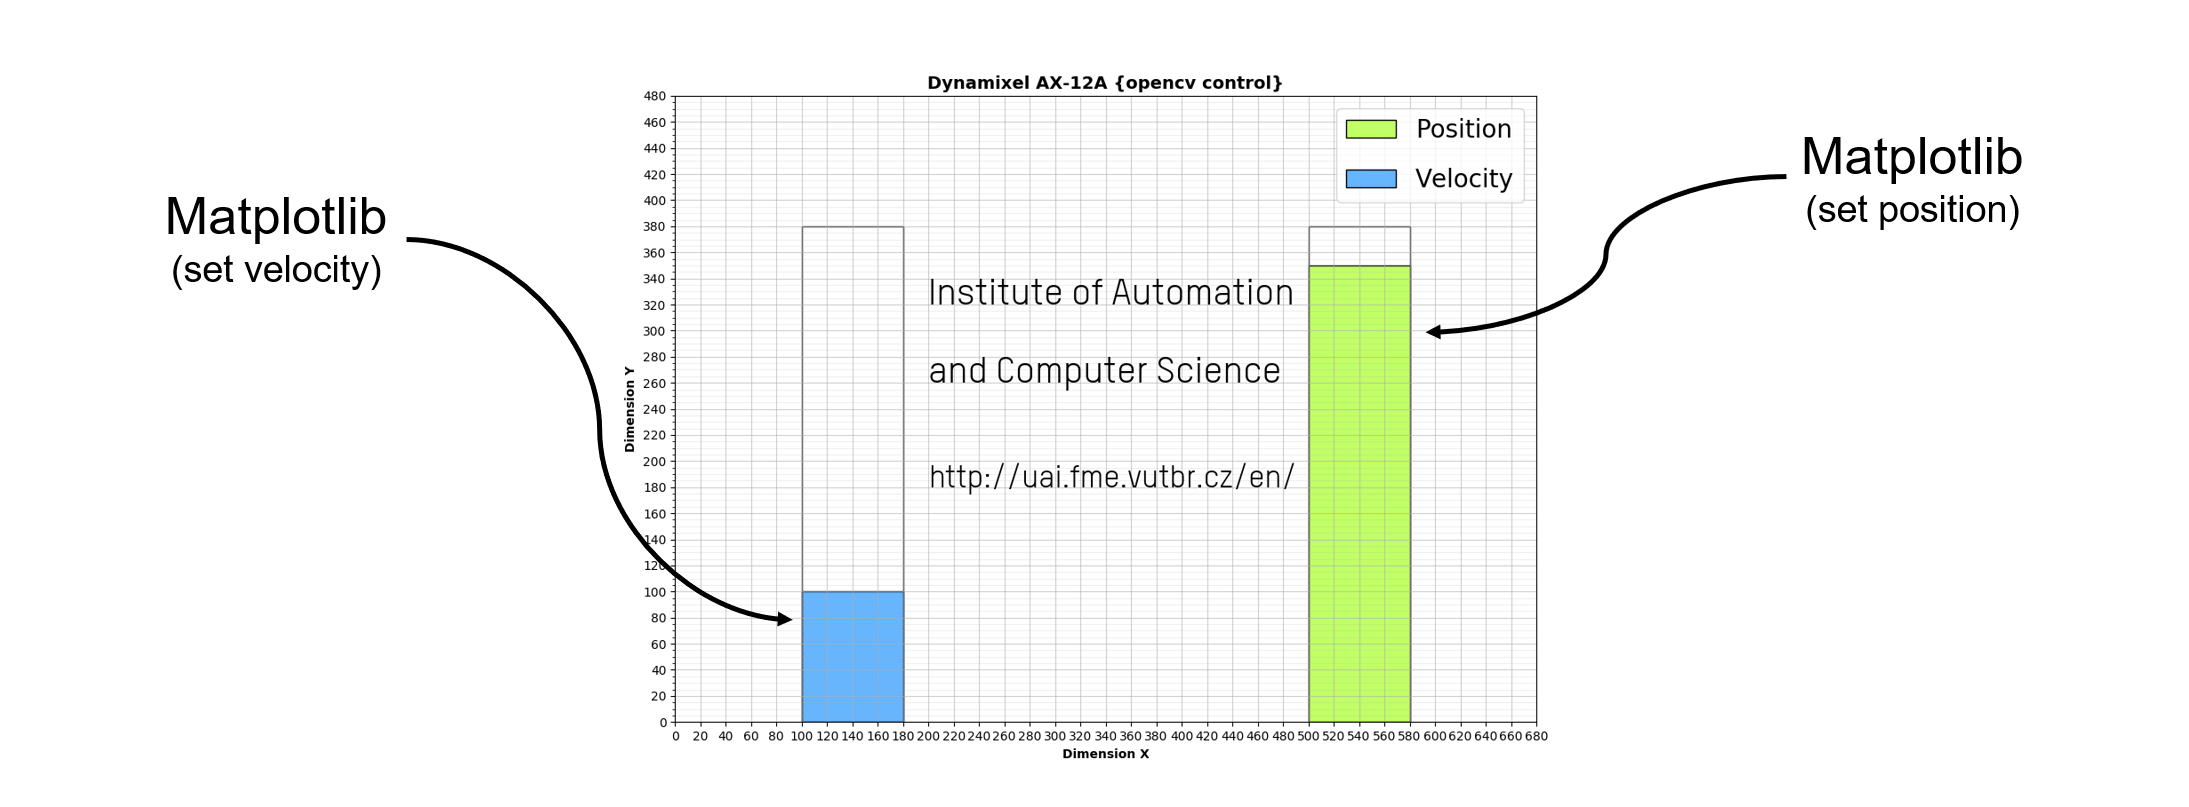 Dynamixel AX-12A {opencv control}
Matplotlib
(set velocity)
Matplotlib
(set position)
Position
Velocity
Institute of Automation
and Computer Science
http://uai.fme.vutbr.cz/en/
Dimension Y
480
460
440
420
400
380
360
340
320
300
280
260
240
220
200
180
160
140
120
100
80
60
40
20
0
0 20 40 60 80 100 120 140 160 180 200 220 240 260 280 300 320 340 360 380 400 420 440 460 480 500 520 540 560 580 600 620 640 660 680
Dimension X